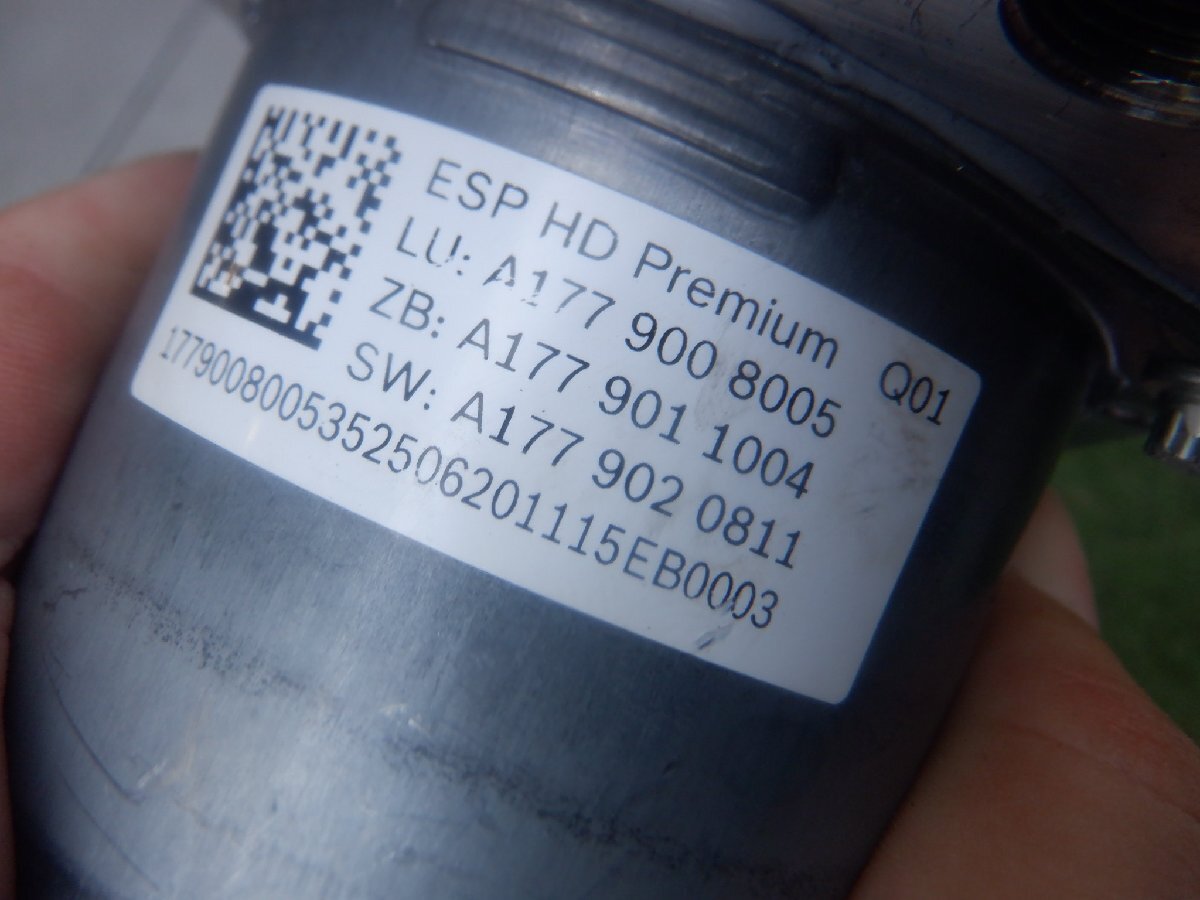 ESP HD Premium Q01
LU: A177 900 8005
ZB: A177 901 1004
SW: A177 902 0811
1779008005352506201115EB0003